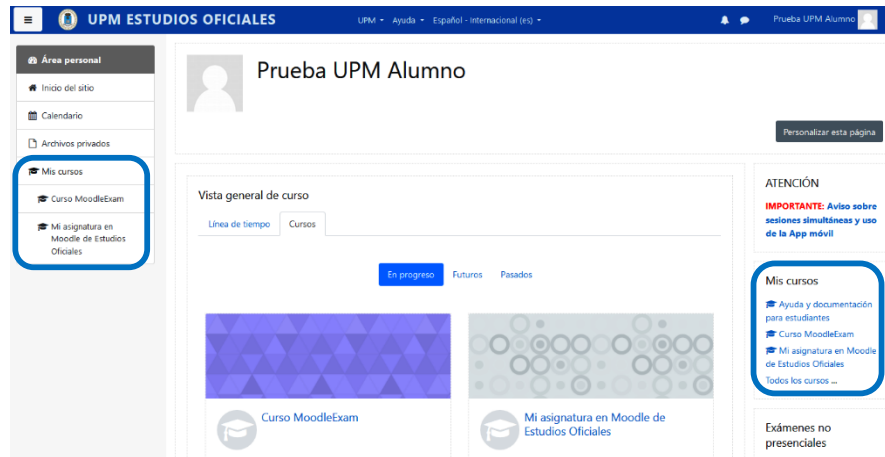 UPM ESTUDIOS OFICIALES
UPM
Ayuda
Español - Internacional (es)
Prueba UPM Alumno
Área personal
Inicio del sitio
Calendario
Archivos privados
Mis cursos
Curso MoodleExam
Mi asignatura en
Moodle de Estudios
Oficiales
Prueba UPM Alumno
Personalizar esta página
Vista general de curso
Línea de tiempo
Cursos
En progreso
Futuros
Pasados
Curso MoodleExam
Mi asignatura en Moodle de
Estudios Oficiales
ATENCIÓN
IMPORTANTE: Aviso sobre
sesiones simultáneas y uso
de la App móvil
Mis cursos
Ayuda y documentación
para estudiantes
Curso MoodleExam
Mi asignatura en Moodle
de Estudios Oficiales
Todos los cursos ...
Exámenes no
presenciales